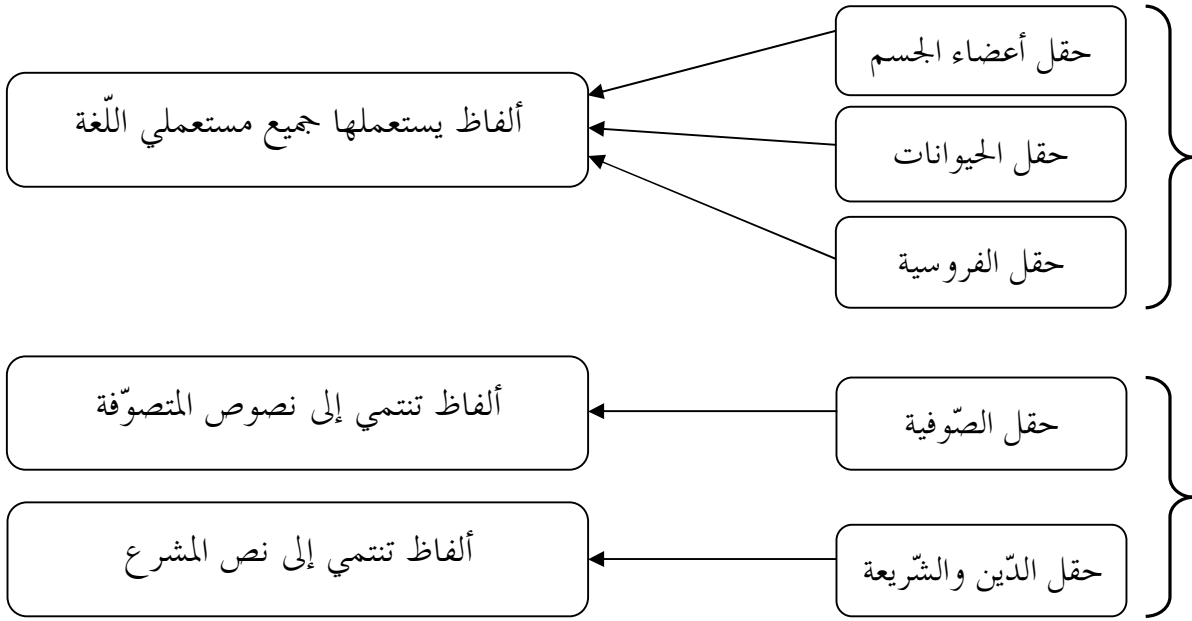 حقل أعضاء الجسم
ألفاظ يستعملها جميع مستعملي اللّغة
حقل الحيوانات
حقل الفروسية
حقل الصّوفية
ألفاظ تنتمي إلى نصوص المتصوّفة
حقل الدّين والشّريعة
ألفاظ تنتمي إلى نص المشرع